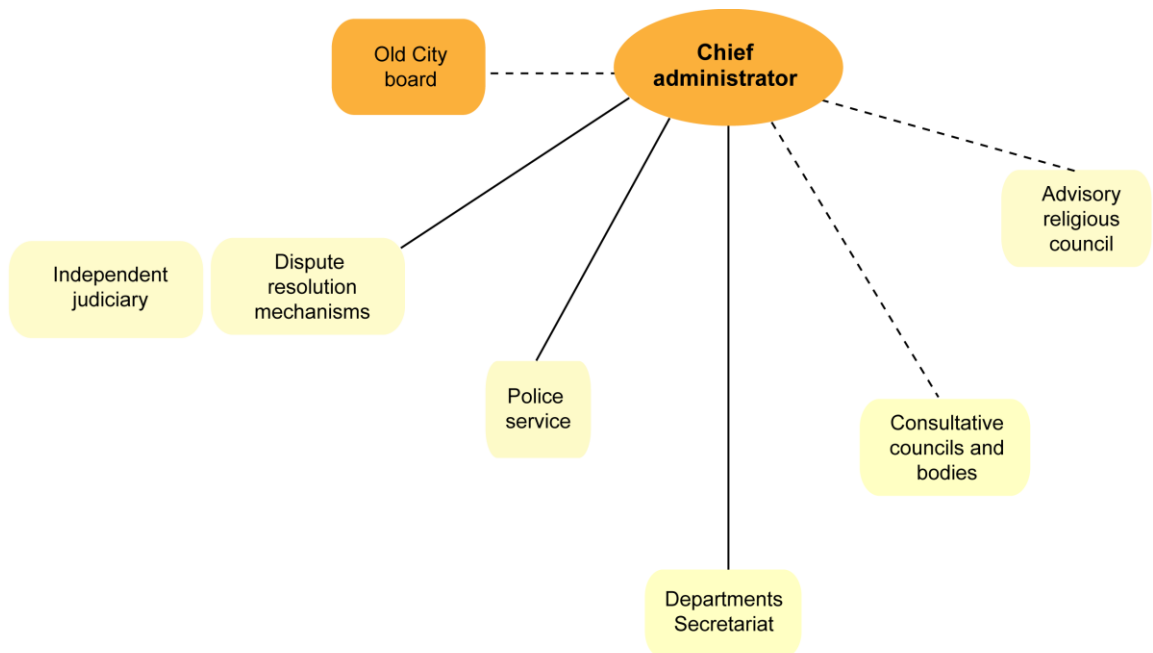 Old City
board
Chief
administrator
Advisory
religious
council
Independent
judiciary
Dispute
resolution
mechanisms
Police
service
Consultative
councils and
bodies
Departments
Secretariat